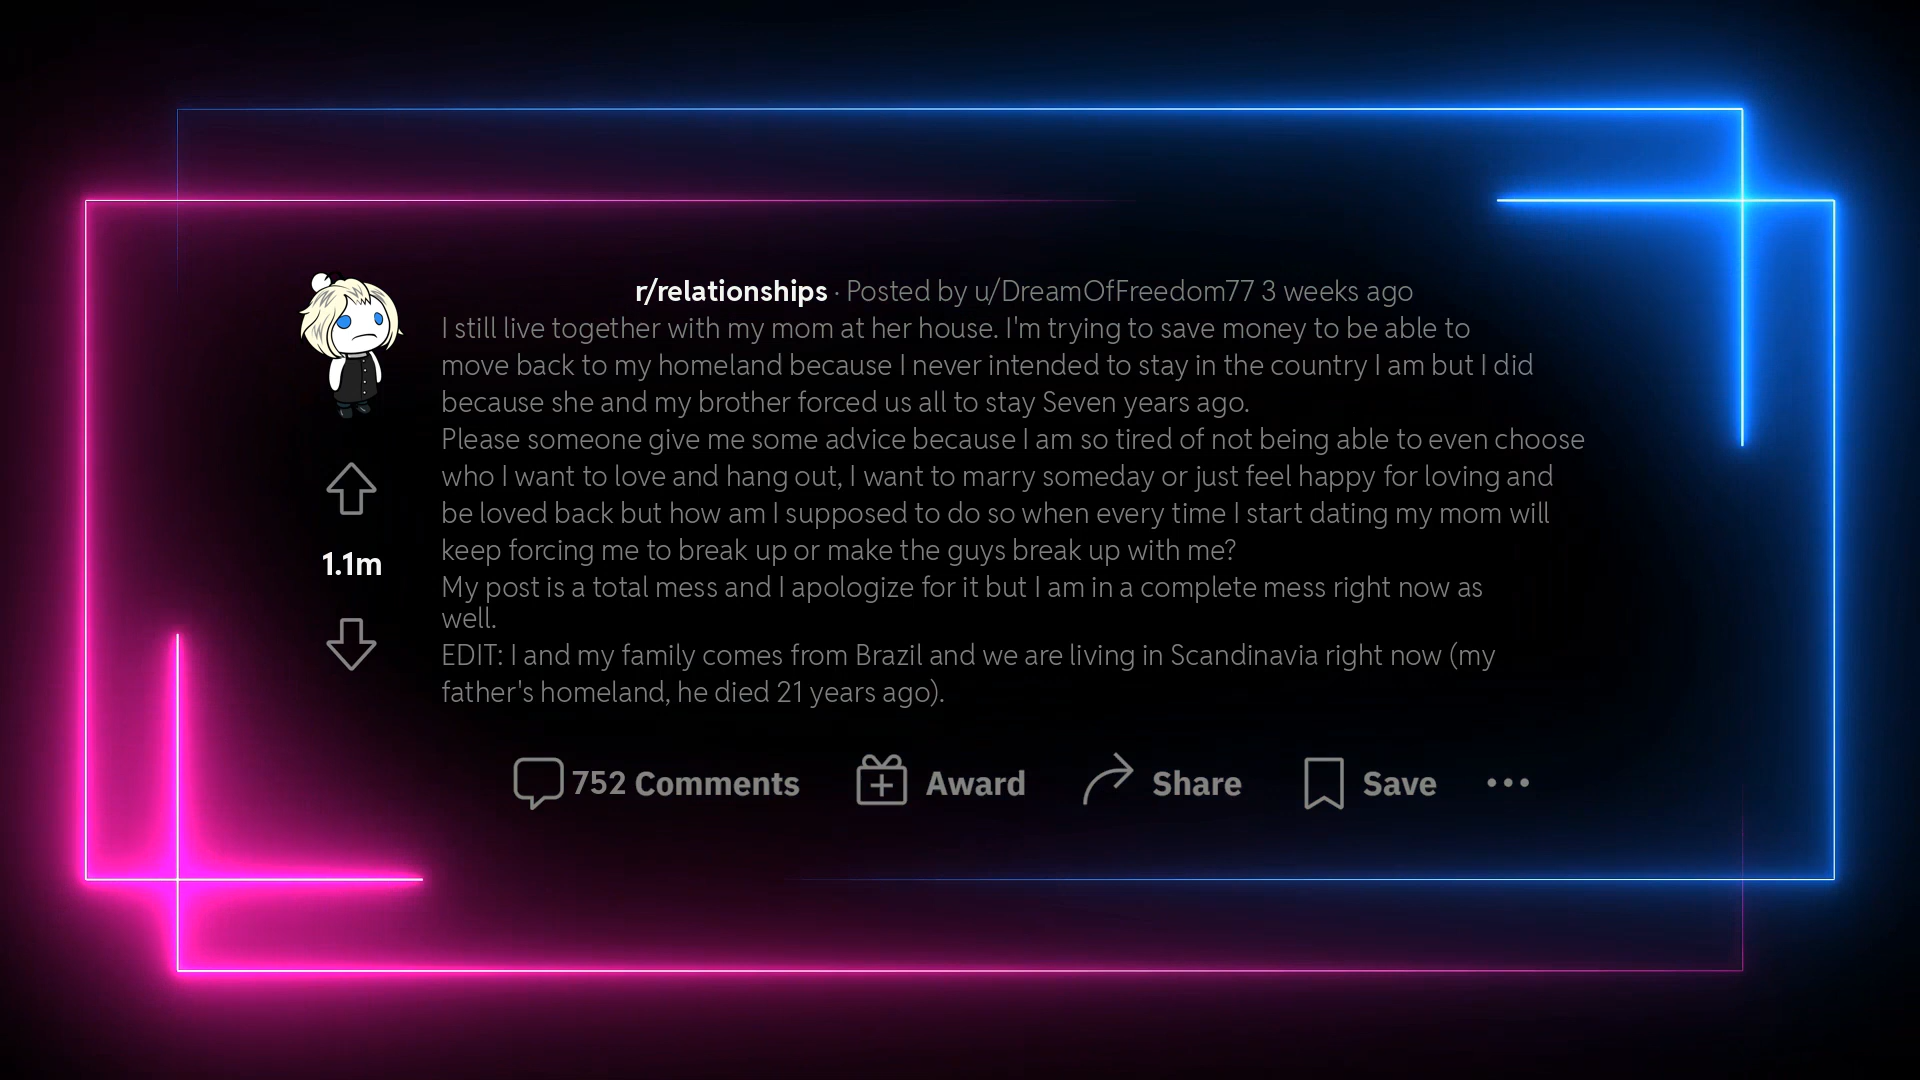 r/relationships · Posted by u/DreamOfFreedom77 3 weeks ago
I still live together with my mom at her house. I'm trying to save money to be able to
move back to my homeland because I never intended to stay in the country I am but I did
because she and my brother forced us all to stay Seven years ago.
Please someone give me some advice because I am so tired of not being able to even choose
who I want to love and hang out, I want to marry someday or just feel happy for loving and
be loved back but how am I supposed to do so when every time I start dating my mom will
keep forcing me to break up or make the guys break up with me?
My post is a total mess and I apologize for it but I am in a complete mess right now as
well.
EDIT: I and my family comes from Brazil and we are living in Scandinavia right now (my
father's homeland, he died 21 years ago).
1.1m
752 Comments Award Share Save